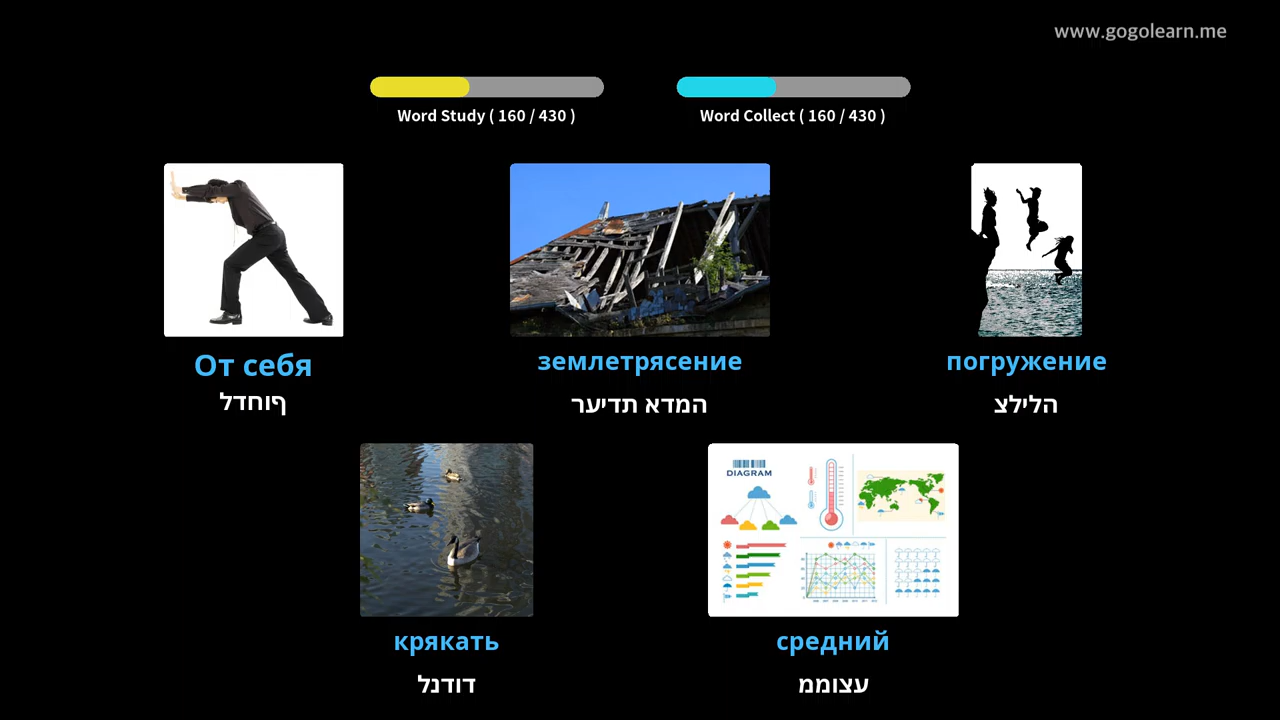 www.gogolearn.me
Word Study ( 160 / 430 )
Word Collect ( 160 / 430 )
От себя
ףוחדל
землетрясение
המדא תדיער
погружение
הלילצ
DIAGRAM
крякать
דודנל
средний
עצוממ